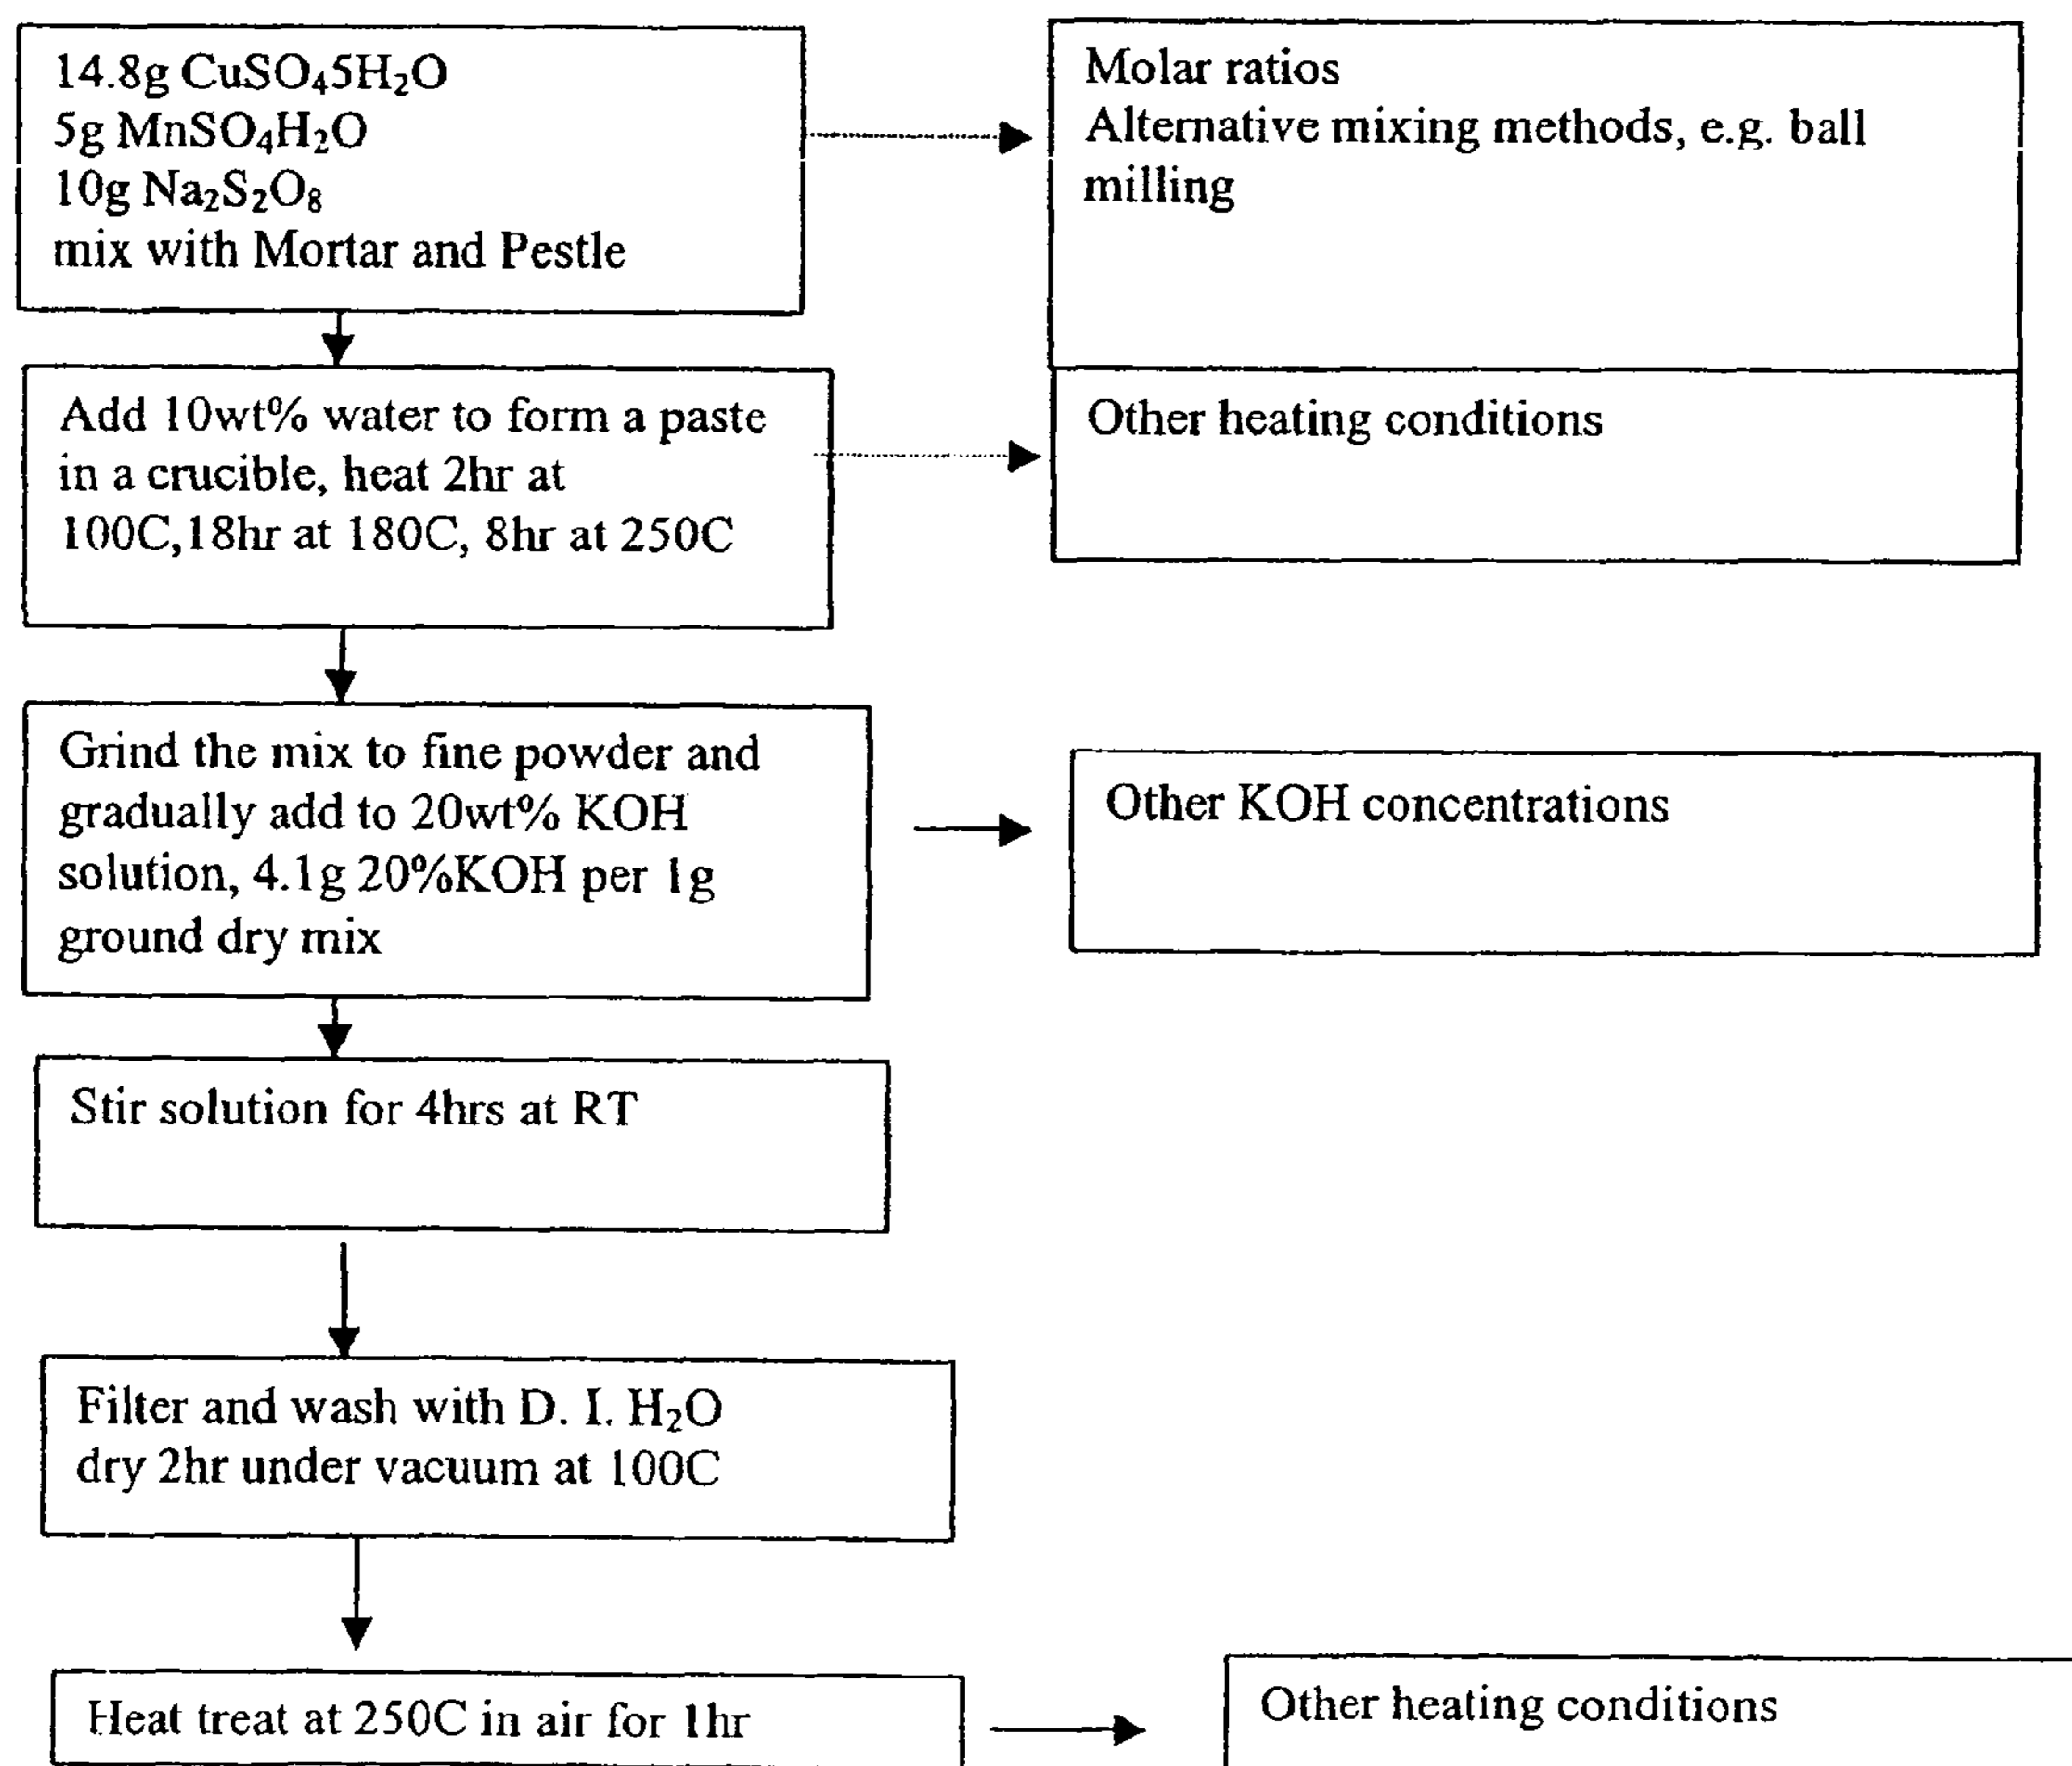 14.8g CuSO₄5H₂O
5g MnSO₄H₂O
10g Na₂S₂O₈
mix with Mortar and Pestle
Molar ratios
Alternative mixing methods, e.g. ball
milling
Add 10wt% water to form a paste
in a crucible, heat 2hr at
100C,18hr at 180C, 8hr at 250C
Other heating conditions
Grind the mix to fine powder and
gradually add to 20wt% KOH
solution, 4.1g 20%KOH per 1g
ground dry mix
Other KOH concentrations
Stir solution for 4hrs at RT
Filter and wash with D. I. H₂O
dry 2hr under vacuum at 100C
Heat treat at 250C in air for 1hr
Other heating conditions